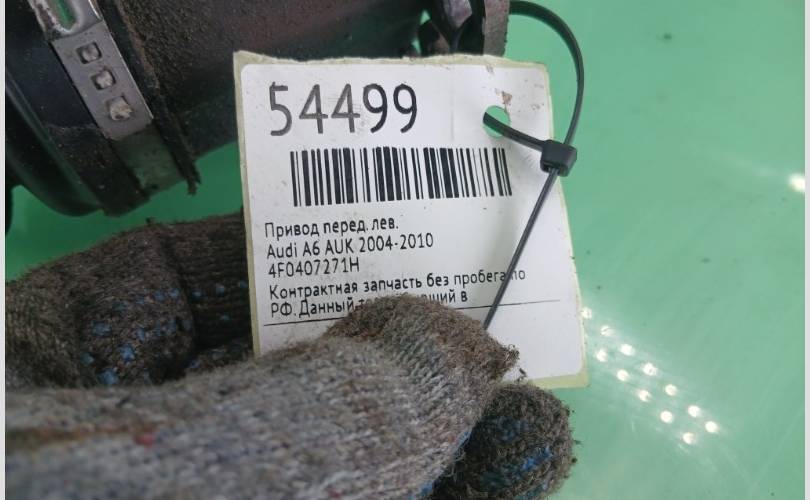 54499
Привод перед. лев.
Audi A6 AUK 2004-2010
4F0407271H
Контрактная запчасть без пробега по
РФ. Данный в